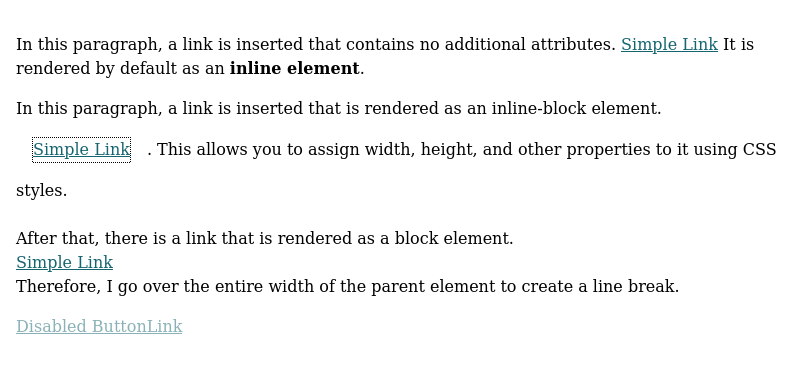 In this paragraph, a link is inserted that contains no additional attributes. Simple Link It is
rendered by default as an inline element.
In this paragraph, a link is inserted that is rendered as an inline-block element.
Simple Link . This allows you to assign width, height, and other properties to it using CSS
styles.
After that, there is a link that is rendered as a block element.
Simple Link
Therefore, I go over the entire width of the parent element to create a line break.
Disabled ButtonLink